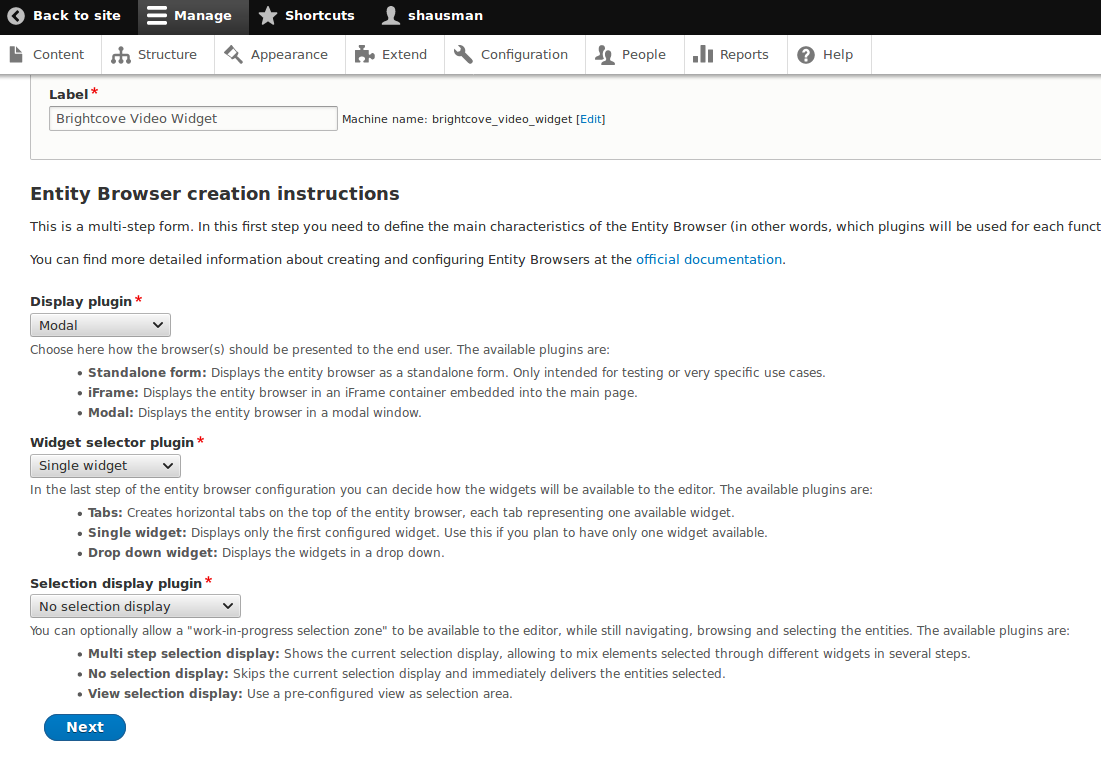 Back to site Manage Shortcuts shausman
Content Structure Appearance Extend Configuration People Reports Help
Label*
Brightcove Video Widget Machine name: brightcove_video_widget [Edit]
Entity Browser creation instructions
This is a multi-step form. In this first step you need to define the main characteristics of the Entity Browser (in other words, which plugins will be used for each funct
You can find more detailed information about creating and configuring Entity Browsers at the official documentation.
Display plugin*
Modal
Choose here how the browser(s) should be presented to the end user. The available plugins are:
• Standalone form: Displays the entity browser as a standalone form. Only intended for testing or very specific use cases.
• iFrame: Displays the entity browser in an iFrame container embedded into the main page.
• Modal: Displays the entity browser in a modal window.
Widget selector plugin*
Single widget
In the last step of the entity browser configuration you can decide how the widgets will be available to the editor. The available plugins are:
• Tabs: Creates horizontal tabs on the top of the entity browser, each tab representing one available widget.
• Single widget: Displays only the first configured widget. Use this if you plan to have only one widget available.
• Drop down widget: Displays the widgets in a drop down.
Selection display plugin*
No selection display
You can optionally allow a "work-in-progress selection zone" to be available to the editor, while still navigating, browsing and selecting the entities. The available plugins are:
• Multi step selection display: Shows the current selection display, allowing to mix elements selected through different widgets in several steps.
• No selection display: Skips the current selection display and immediately delivers the entities selected.
• View selection display: Use a pre-configured view as selection area.
Next